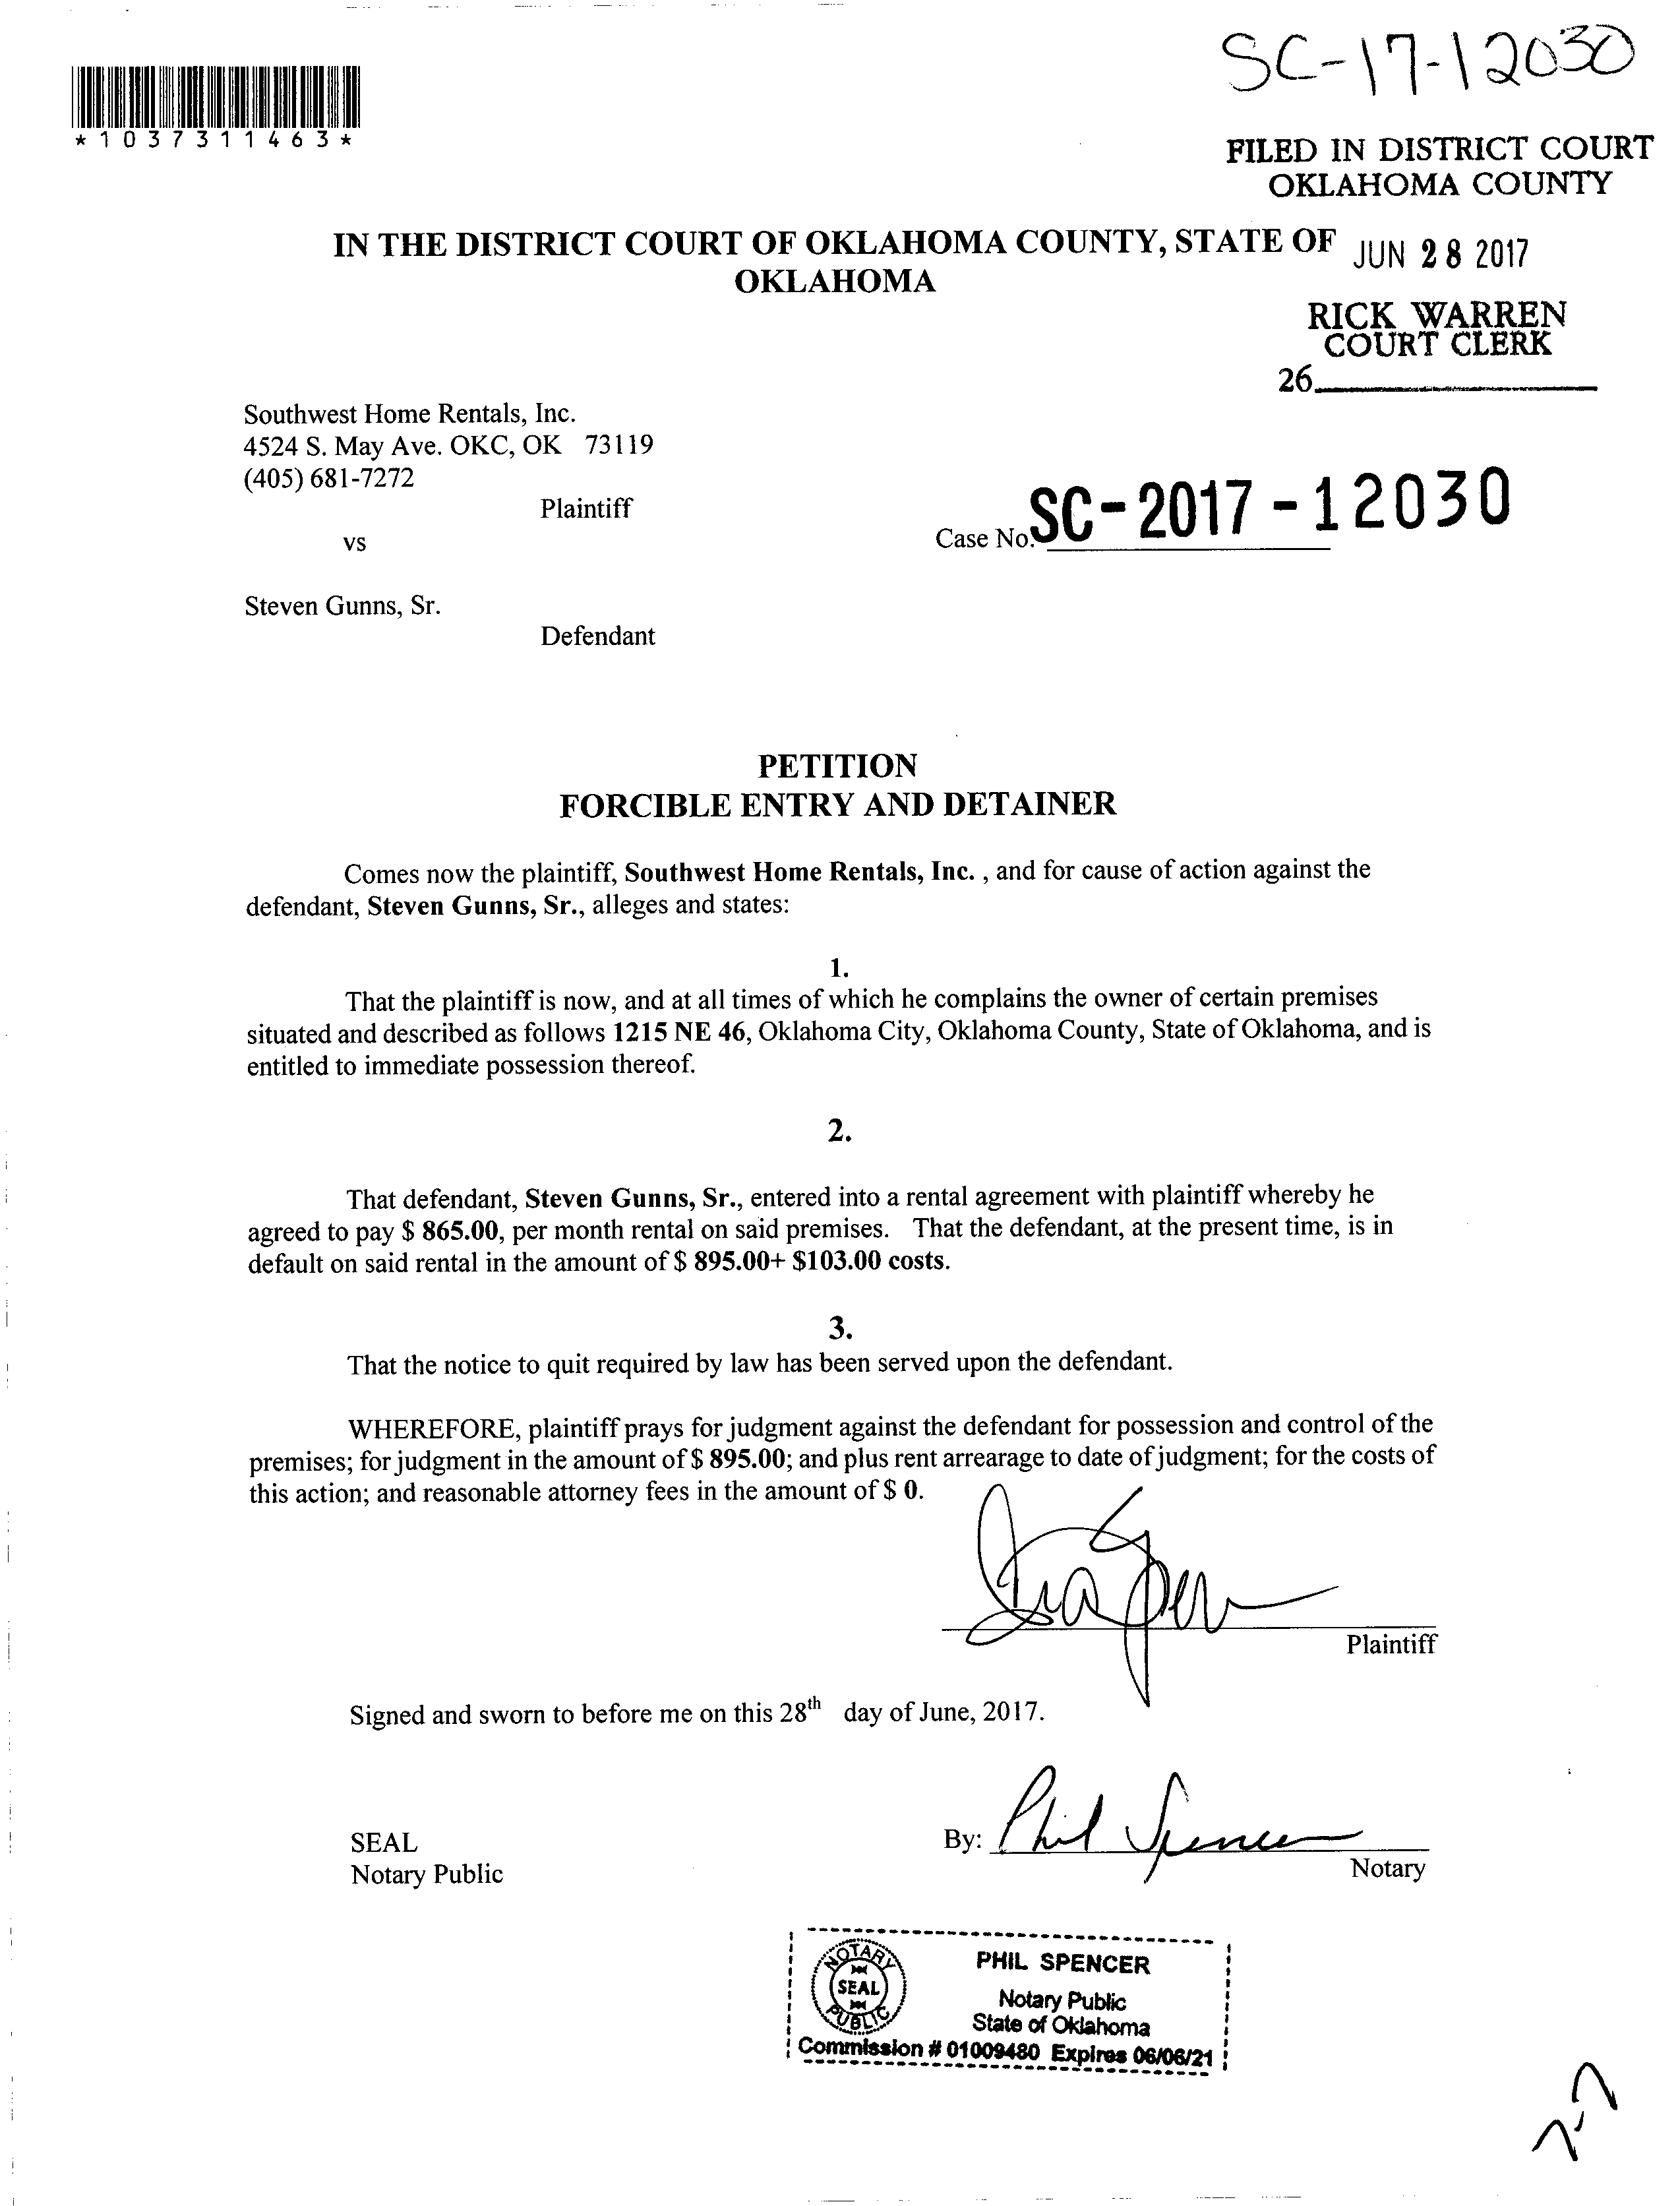 SC-17-12030
*1037311463*
FILED IN DISTRICT COURT
OKLAHOMA COUNTY
IN THE DISTRICT COURT OF OKLAHOMA COUNTY, STATE OF
OKLAHOMA
JUN 28 2017
RICK WARREN
COURT CLERK
26
Southwest Home Rentals, Inc.
4524 S. May Ave. OKC, OK 73119
(405) 681-7272
Plaintiff
vs
Case No. SC-2017-12030
Steven Gunns, Sr.
Defendant
PETITION
FORCIBLE ENTRY AND DETAINER
Comes now the plaintiff, Southwest Home Rentals, Inc. , and for cause of action against the
defendant, Steven Gunns, Sr., alleges and states:
1.
That the plaintiff is now, and at all times of which he complains the owner of certain premises
situated and described as follows 1215 NE 46, Oklahoma City, Oklahoma County, State of Oklahoma, and is
entitled to immediate possession thereof.
2.
That defendant, Steven Gunns, Sr., entered into a rental agreement with plaintiff whereby he
agreed to pay $ 865.00, per month rental on said premises. That the defendant, at the present time, is in
default on said rental in the amount of $ 895.00+ $103.00 costs.
3.
That the notice to quit required by law has been served upon the defendant.
WHEREFORE, plaintiff prays for judgment against the defendant for possession and control of the
premises; for judgment in the amount of $ 895.00; and plus rent arrearage to date of judgment; for the costs of
this action; and reasonable attorney fees in the amount of $ 0.
Plaintiff
Signed and sworn to before me on this 28th day of June, 2017.
SEAL
Notary Public
By: Phil Spencer
Notary
NOTARY
SEAL
PUBLIC
PHIL SPENCER
Notary Public
State of Oklahoma
Commission # 01009480 Expires 06/06/21